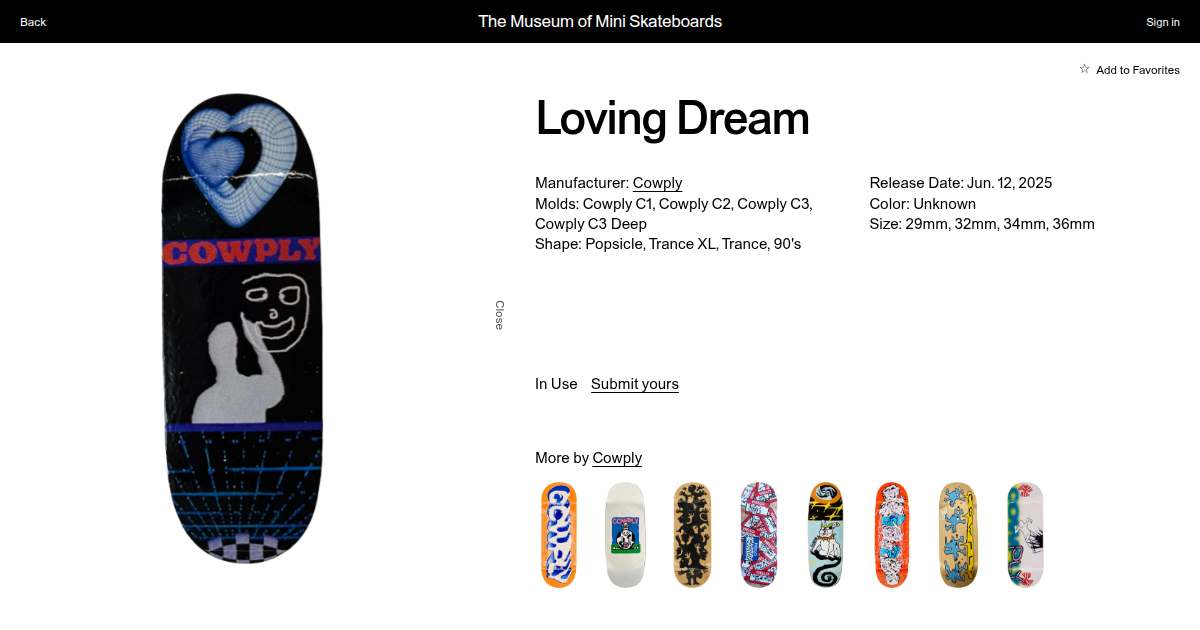 Back
The Museum of Mini Skateboards
Sign in
☆ Add to Favorites
Loving Dream
Manufacturer: Cowply
Molds: Cowply C1, Cowply C2, Cowply C3,
Cowply C3 Deep
Shape: Popsicle, Trance XL, Trance, 90's
Release Date: Jun. 12, 2025
Color: Unknown
Size: 29mm, 32mm, 34mm, 36mm
COWPLY
Close
In Use Submit yours
More by Cowply
COWPLY